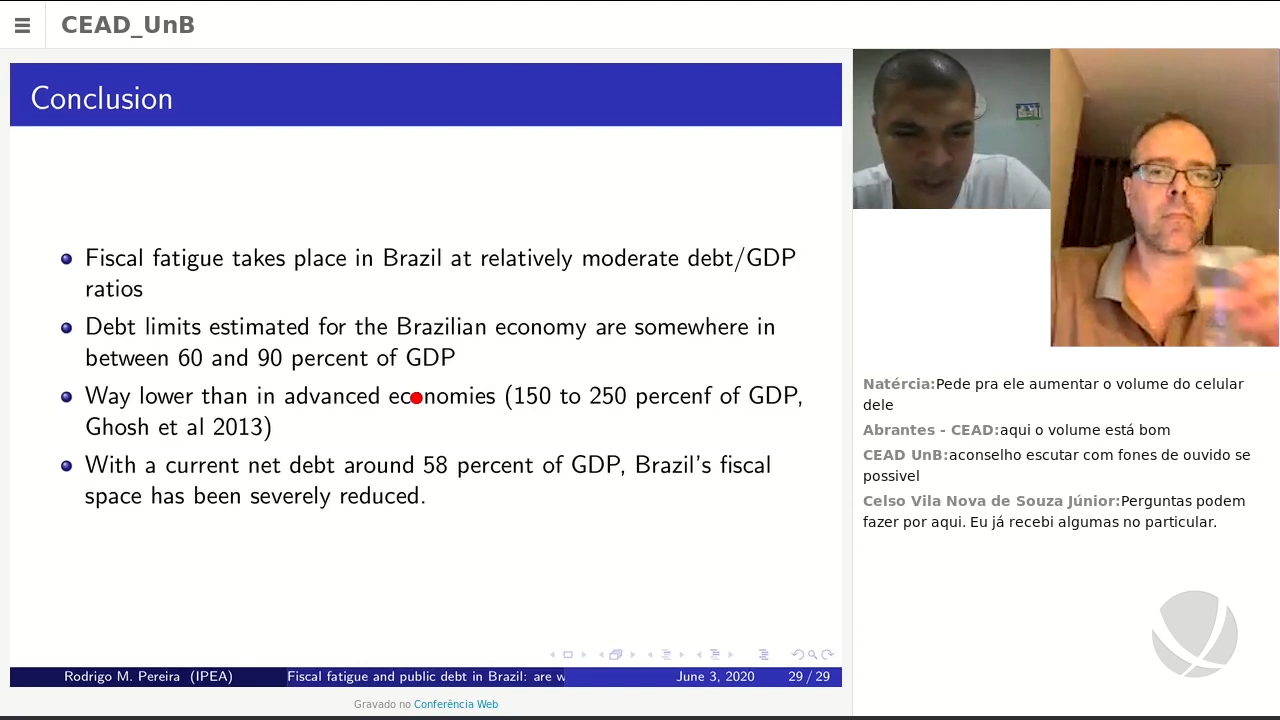 CEAD_UnB
Conclusion
Fiscal fatigue takes place in Brazil at relatively moderate debt/GDP
ratios
Debt limits estimated for the Brazilian economy are somewhere in
between 60 and 90 percent of GDP
Way lower than in advanced economies (150 to 250 percenf of GDP,
Ghosh et al 2013)
With a current net debt around 58 percent of GDP, Brazil's fiscal
space has been severely reduced.
Rodrigo M. Pereira (IPEA) Fiscal fatigue and public debt in Brazil: are w June 3, 2020 29 / 29
Gravado no Conferência Web
Natércia:Pede pra ele aumentar o volume do celular
dele
Abrantes - CEAD:aqui o volume está bom
CEAD UnB:aconselho escutar com fones de ouvido se
possivel
Celso Vila Nova de Souza Júnior:Perguntas podem
fazer por aqui. Eu já recebi algumas no particular.